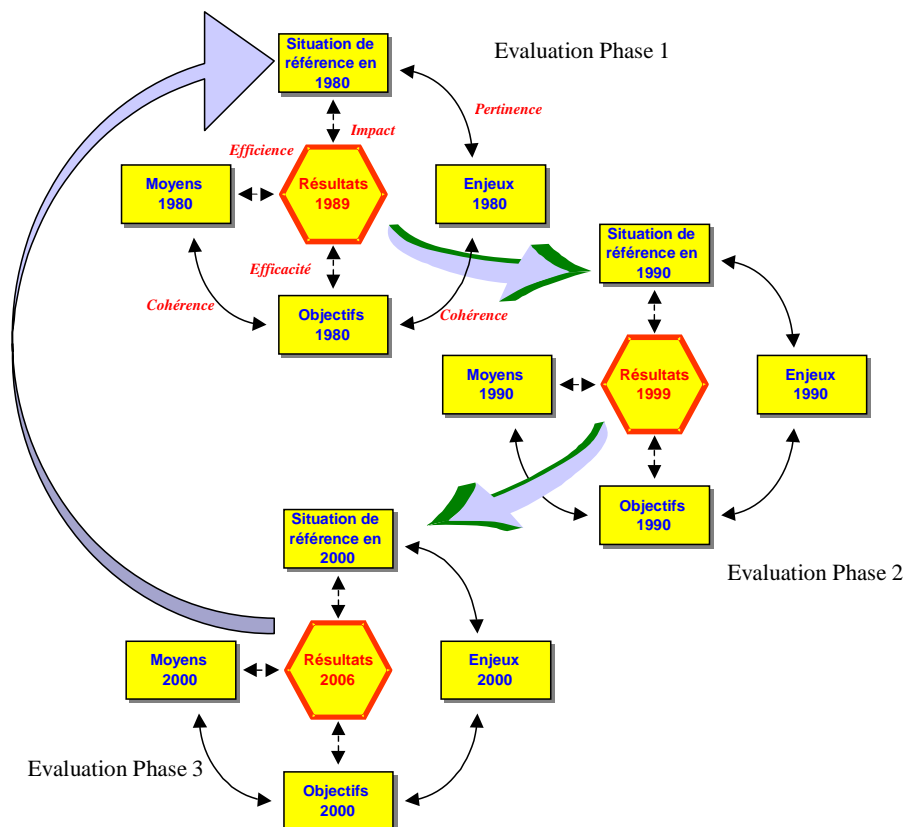 Situation de
référence en
1980
Evaluation Phase 1
Pertinence
Impact
Efficience
Moyens
1980
Résultats
1989
Enjeux
1980
Efficacité
Cohérence
Objectifs
1980
Cohérence
Situation de
référence en
1990
Moyens
1990
Résultats
1999
Enjeux
1990
Objectifs
1990
Evaluation Phase 2
Situation de
référence en
2000
Moyens
2000
Résultats
2006
Enjeux
2000
Evaluation Phase 3
Objectifs
2000